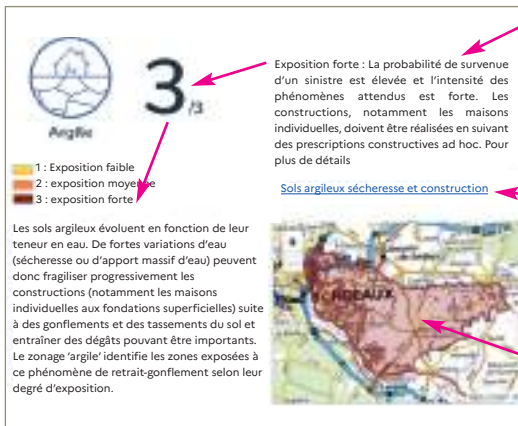 3
/3
Argile
1 : Exposition faible
2 : exposition moyenne
3 : exposition forte
Les sols argileux évoluent en fonction de leur
teneur en eau. De fortes variations d'eau
(sécheresse ou d'apport massif d'eau) peuvent
donc fragiliser progressivement les
constructions (notamment les maisons
individuelles aux fondations superficielles) suite
à des gonflements et des tassements du sol et
entraîner des dégâts pouvant être importants.
Le zonage 'argile' identifie les zones exposées à
ce phénomène de retrait-gonflement selon leur
degré d'exposition.
Exposition forte : La probabilité de survenue
d'un sinistre est élevée et l'intensité des
phénomènes attendus est forte. Les
constructions, notamment les maisons
individuelles, doivent être réalisées en suivant
des prescriptions constructives ad hoc. Pour
plus de détails
Sols argileux sécheresse et construction